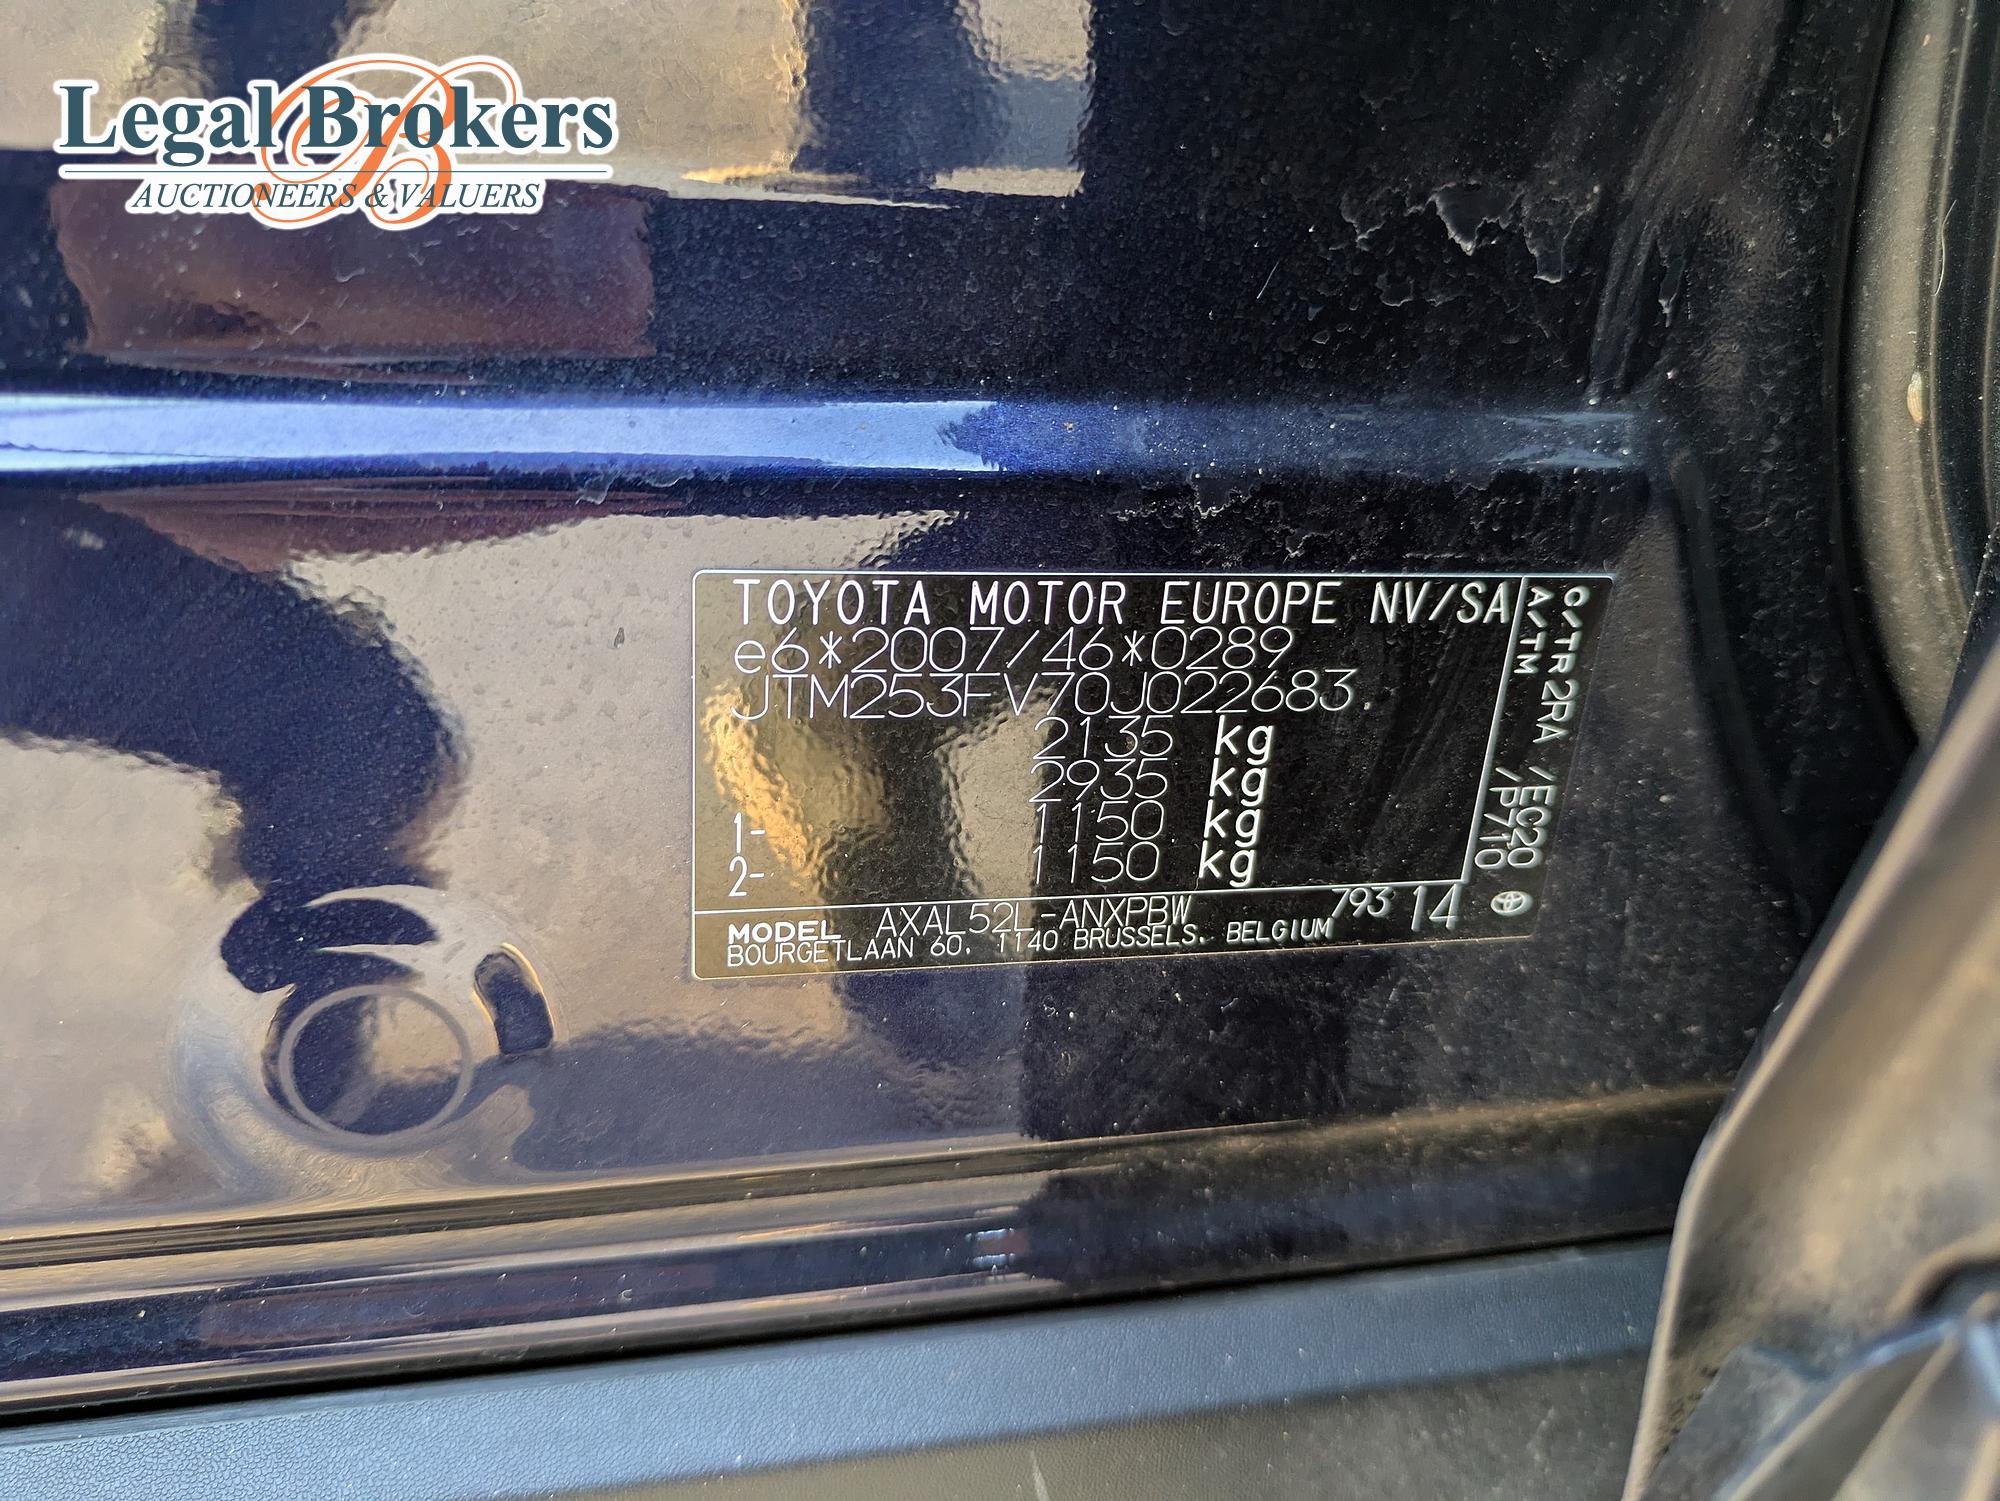 Legal Brokers
AUCTIONEERS & VALUERS
TOYOTA MOTOR EUROPE NV/SA
e6*2007/46*0289
JTM253FV70J022683
2135 kg
2935 kg
1- 1150 kg
2- 1150 kg
MODEL AXAL52L-ANXPBW 793 14
BOURGETLAAN 60. 1140 BRUSSELS. BELGIUM
C/TR 2RA /EC20
A/TM /P710